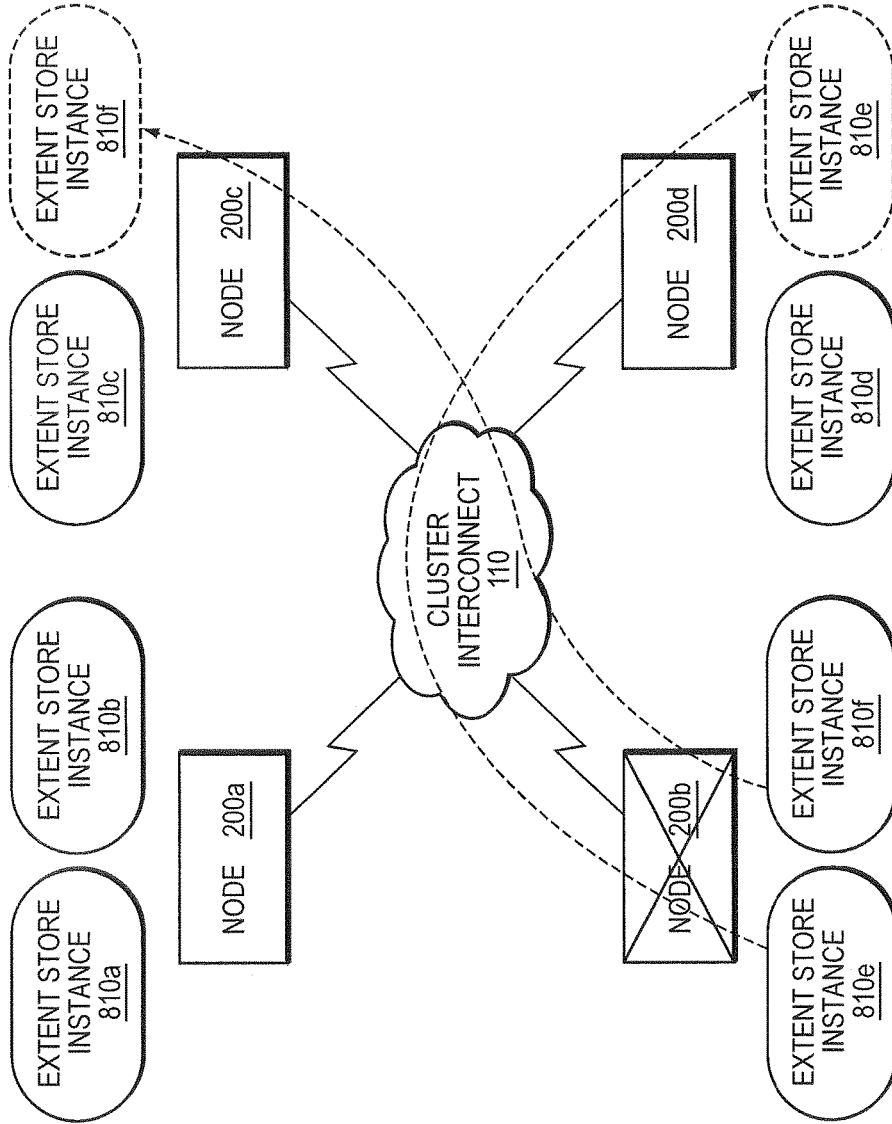 EXTENT STORE
INSTANCE
810a
EXTENT STORE
INSTANCE
810b
EXTENT STORE
INSTANCE
810c
EXTENT STORE
INSTANCE
810f
NODE 200a
NODE 200c
CLUSTER
INTERCONNECT
110
NODE 200b
NODE 200d
EXTENT STORE
INSTANCE
810e
EXTENT STORE
INSTANCE
810f
EXTENT STORE
INSTANCE
810d
EXTENT STORE
INSTANCE
810e